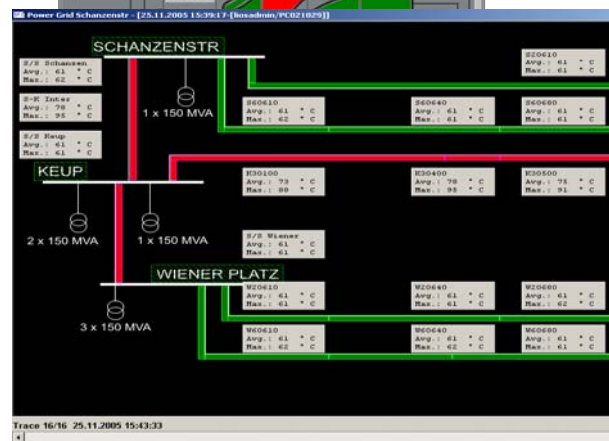 Power Grid Schanzenstr - [25.11.2005 15:39:17-[liosadmin/PC021029]]
SCHANZENSTR
S/S Schanzen
Avg.: 61 ° C
Max.: 62 ° C
S20610
Avg.: 61 ° C
Max.: 61 ° C
1 x 150 MVA
S-K Inter
Avg.: 78 ° C
Max.: 95 ° C
S60610
Avg.: 61 ° C
Max.: 62 ° C
S60640
Avg.: 61 ° C
Max.: 61 ° C
S60680
Avg.: 61 ° C
Max.: 61 ° C
S/S Keup
Avg.: 61 ° C
Max.: 61 ° C
KEUP
K30100
Avg.: 73 ° C
Max.: 88 ° C
K30400
Avg.: 78 ° C
Max.: 95 ° C
K30500
Avg.: 75 ° C
Max.: 91 ° C
2 x 150 MVA
1 x 150 MVA
S/S Wiener
Avg.: 61 ° C
Max.: 61 ° C
WIENER PLATZ
W20610
Avg.: 61 ° C
Max.: 61 ° C
W20640
Avg.: 61 ° C
Max.: 62 ° C
W20680
Avg.: 61 ° C
Max.: 62 ° C
3 x 150 MVA
W60610
Avg.: 61 ° C
Max.: 62 ° C
W60640
Avg.: 61 ° C
Max.: 62 ° C
W60680
Avg.: 61 ° C
Max.: 62 ° C
Trace 16/16 25.11.2005 15:43:33